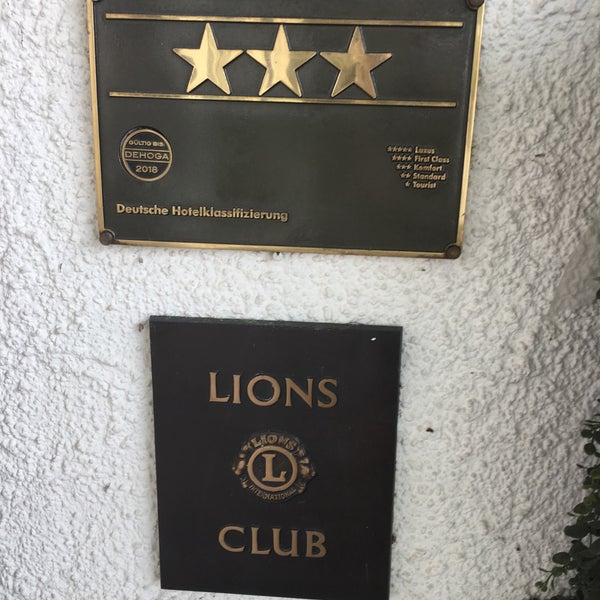 GÜLTIG BIS
DEHOGA
2018
***** Luxus
**** First Class
*** Komfort
** Standard
* Tourist
Deutsche Hotelklassifizierung
LIONS
LIONS
L
INTERNATIONAL
CLUB